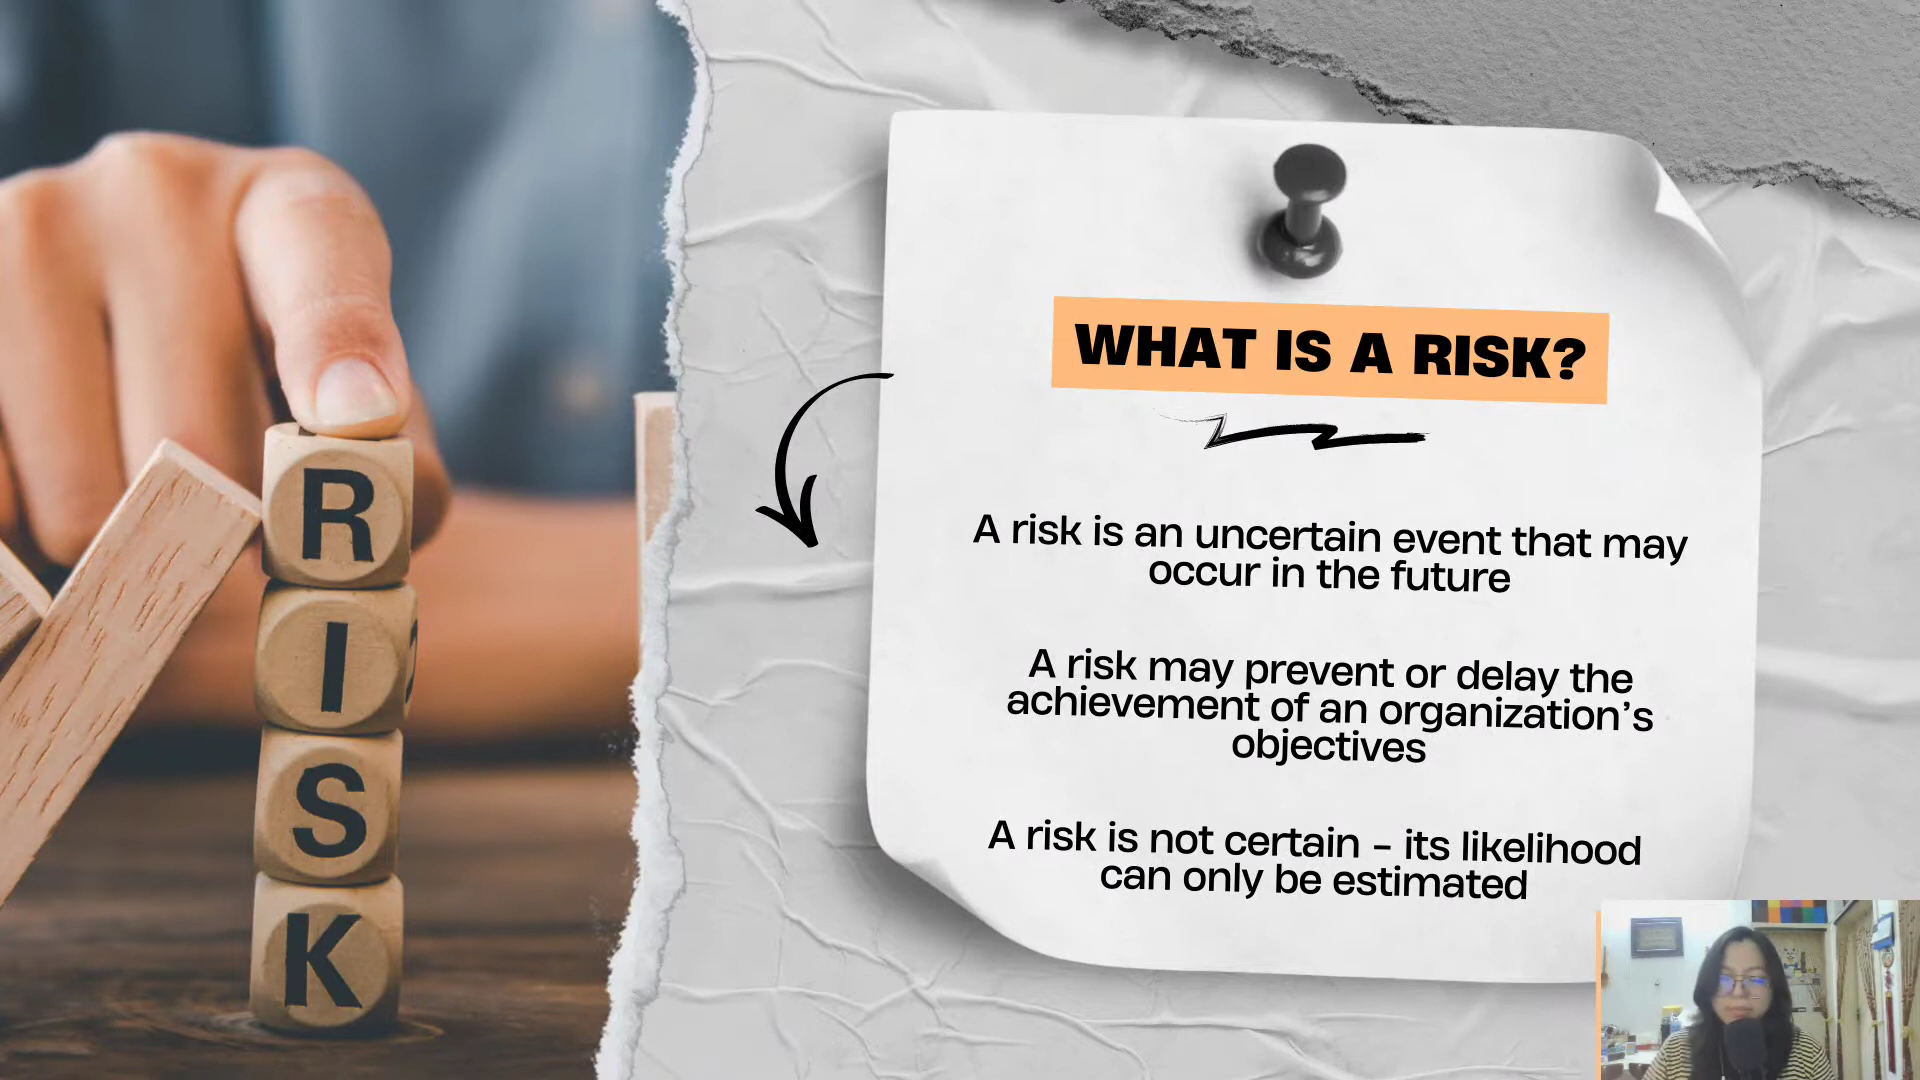 R
I
S
K
WHAT IS A RISK?
A risk is an uncertain event that may
occur in the future
A risk may prevent or delay the
achievement of an organization’s
objectives
A risk is not certain – its likelihood
can only be estimated